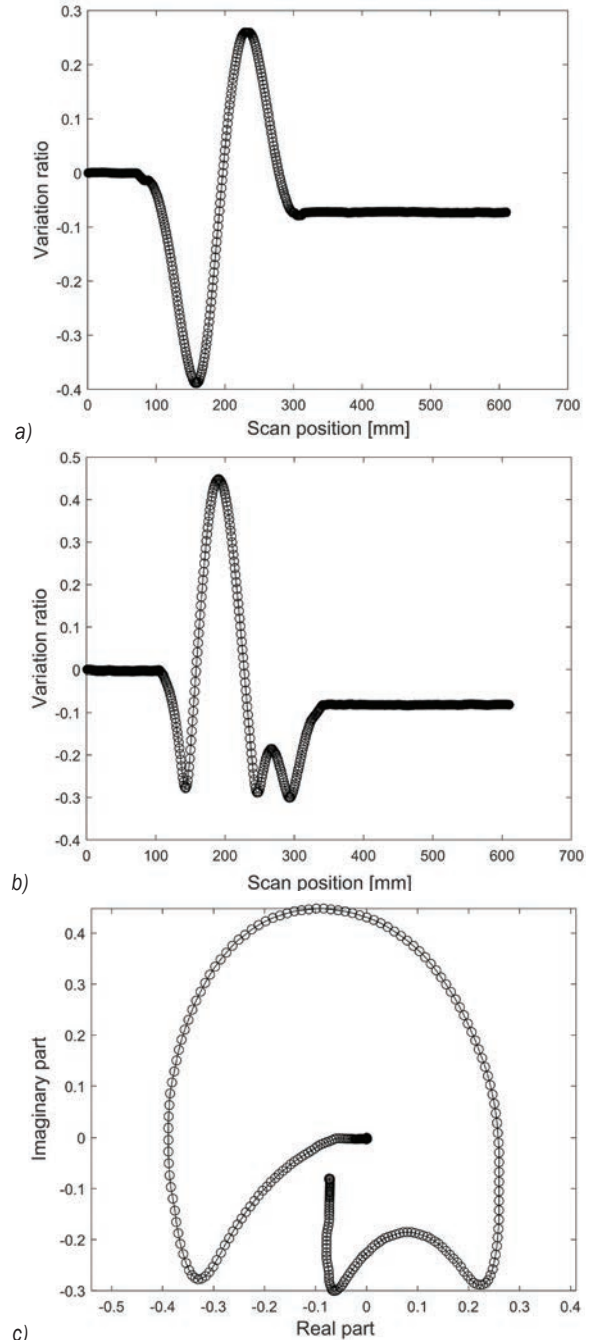 0.3
0.2
0.1
0
-0.1
-0.2
-0.3
-0.4
Variation ratio
0 100 200 300 400 500 600 700
Scan position [mm]
a)
0.5
0.4
0.3
0.2
0.1
0
-0.1
-0.2
-0.3
-0.4
Variation ratio
0 100 200 300 400 500 600 700
Scan position [mm]
b)
0.4
0.3
0.2
0.1
0
-0.1
-0.2
-0.3
Imaginary part
-0.5 -0.4 -0.3 -0.2 -0.1 0 0.1 0.2 0.3 0.4
Real part
c)